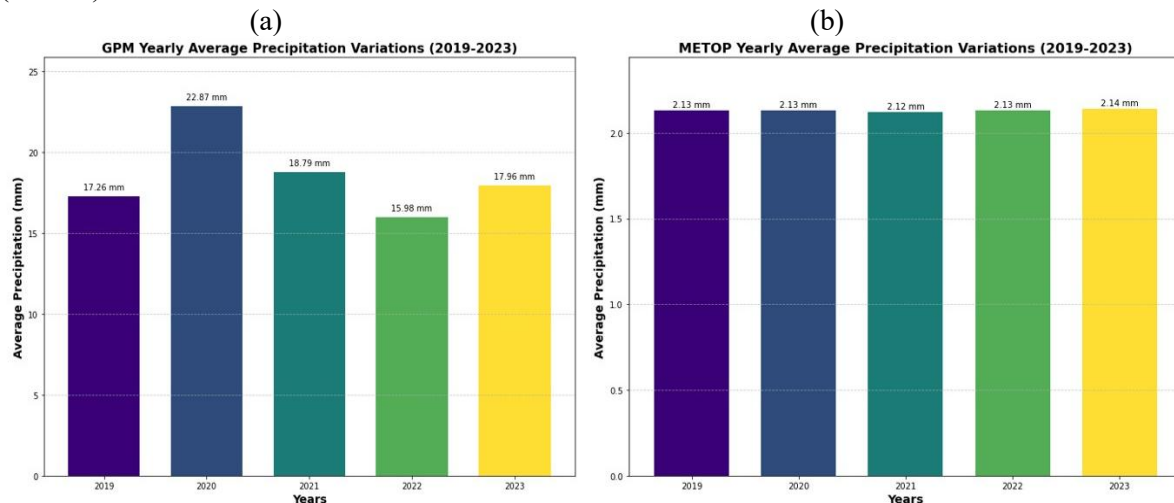 (a)
GPM Yearly Average Precipitation Variations (2019-2023)
25
20
15
10
5
0
Average Precipitation (mm)
17.26 mm
22.87 mm
18.79 mm
15.98 mm
17.96 mm
2019
2020
2021
2022
2023
Years
(b)
METOP Yearly Average Precipitation Variations (2019-2023)
2.0
1.5
1.0
0.5
0.0
Average Precipitation (mm)
2.13 mm
2.13 mm
2.12 mm
2.13 mm
2.14 mm
2019
2020
2021
2022
2023
Years